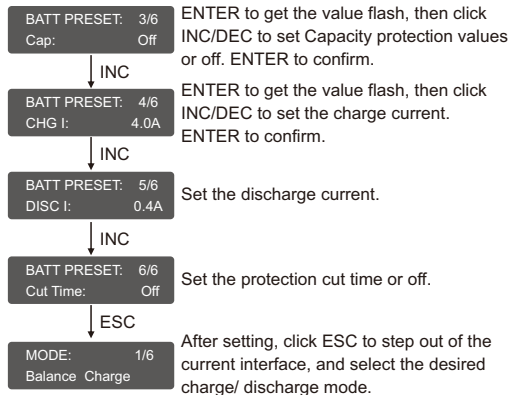 BATT PRESET: 3/6
Cap: Off
ENTER to get the value flash, then click
INC/DEC to set Capacity protection values
or off. ENTER to confirm.
INC
BATT PRESET: 4/6
CHG I: 4.0A
ENTER to get the value flash, then click
INC/DEC to set the charge current.
ENTER to confirm.
INC
BATT PRESET: 5/6
DISC I: 0.4A
Set the discharge current.
INC
BATT PRESET: 6/6
Cut Time: Off
Set the protection cut time or off.
ESC
MODE: 1/6
Balance Charge
After setting, click ESC to step out of the
current interface, and select the desired
charge/ discharge mode.